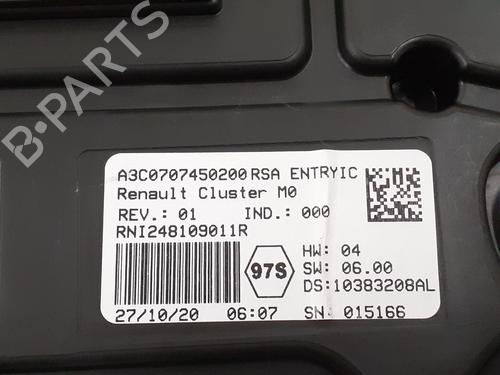 B-PARTS
A3C0707450200 RSA ENTRYIC
Renault Cluster M0
REV.: 01 IND.: 000
RNI248109011R
97S
HW: 04
SW: 06.00
DS:10383208AL
27/10/20 06:07 SN: 015166